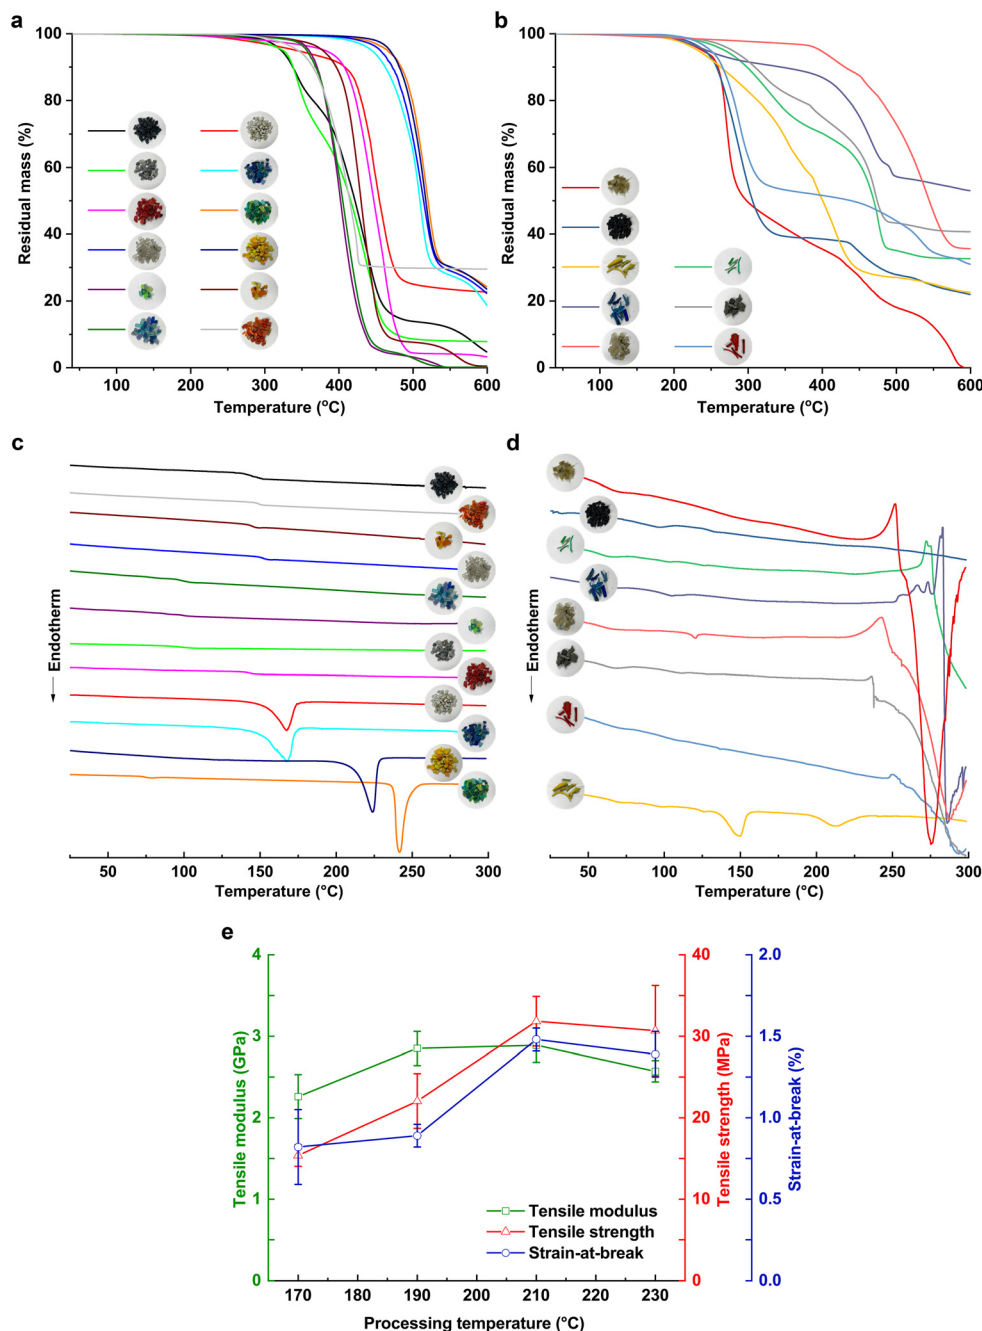 a
b
100
80
60
40
20
0
Residual mass (%)
100
200
300
400
500
600
Temperature (°C)
100
80
60
40
20
0
Residual mass (%)
100
200
300
400
500
600
Temperature (°C)
c
d
Endotherm
50
100
150
200
250
300
Temperature (°C)
Endotherm
50
100
150
200
250
300
Temperature (°C)
e
4
3
2
1
0
Tensile modulus (GPa)
40
30
20
10
0
Tensile strength (MPa)
2.0
1.5
1.0
0.5
0.0
Strain-at-break (%)
Tensile modulus
Tensile strength
Strain-at-break
170
180
190
200
210
210
220
230
Processing temperature (°C)